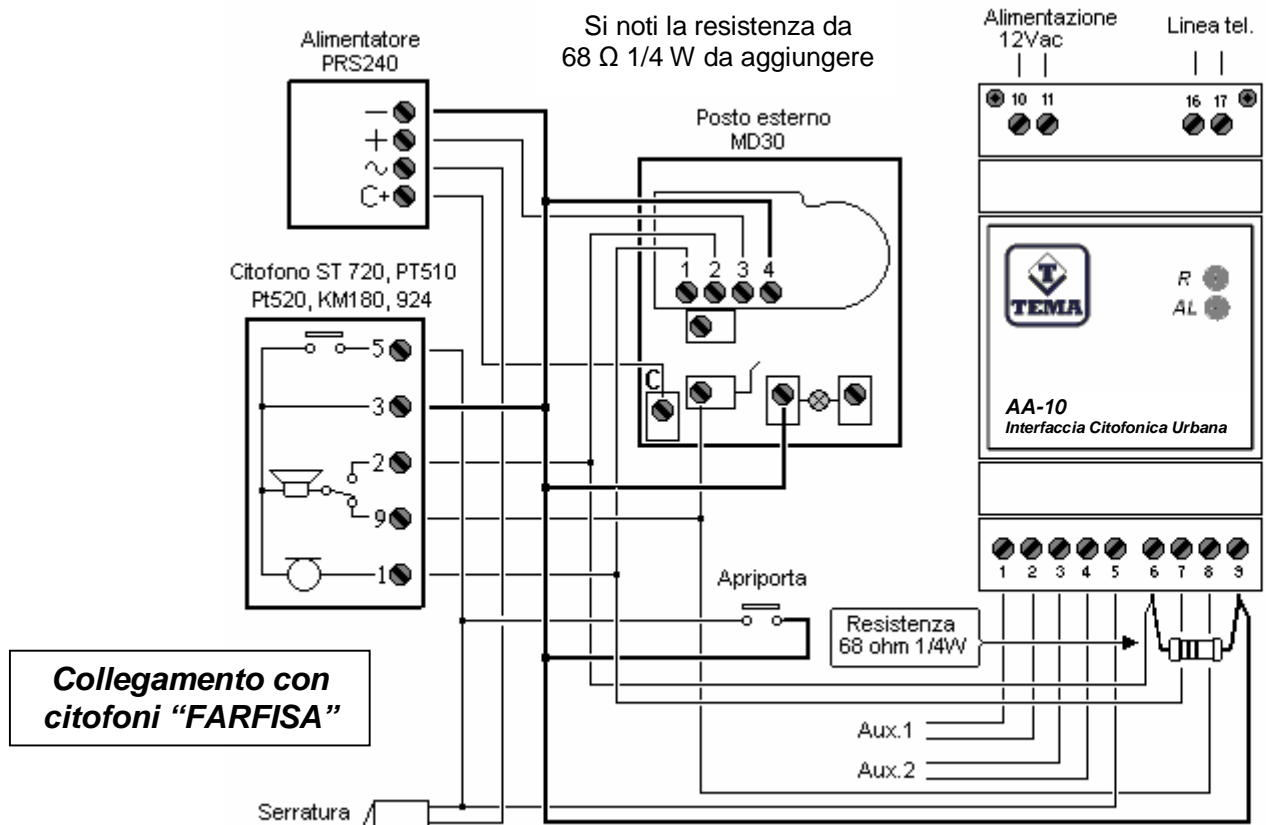 Si noti la resistenza da
68 Ω 1/4 W da aggiungere
Alimentatore
PRS240
−
+
~
C+
Posto esterno
MD30
1 2 3 4
C
Alimentazione
12Vac
Linea tel.
10 11
16 17
TEMA
R
AL
AA-10
Interfaccia Citofonica Urbana
1 2 3 4 5 6 7 8 9
Citofono ST 720, PT510
Pt520, KM180, 924
5
3
2
9
1
Apriporta
Resistenza
68 ohm 1/4W
Collegamento con
citofoni “FARFISA”
Aux.1
Aux.2
Serratura